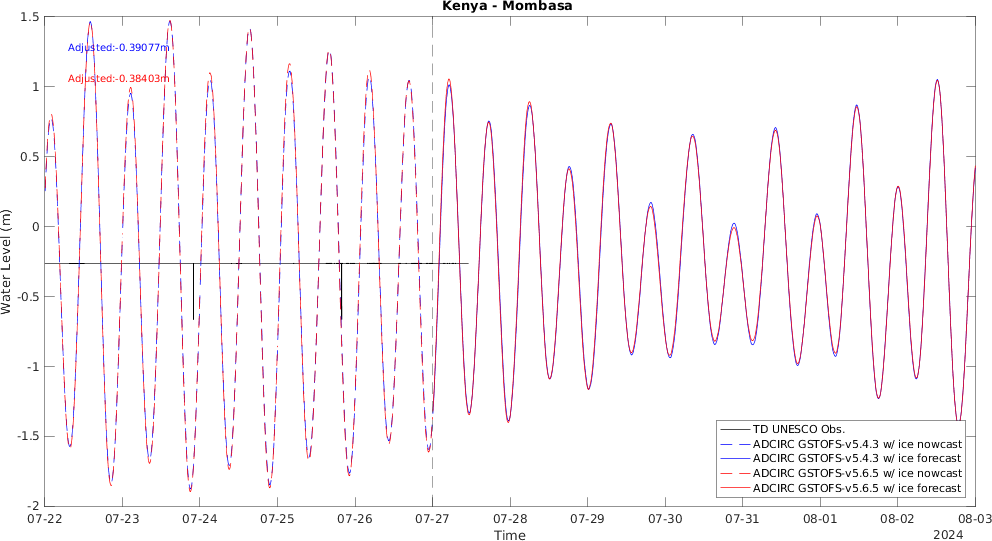 Kenya - Mombasa
Adjusted:-0.39077m
Adjusted:-0.38403m
Water Level (m)
1.5
1
0.5
0
-0.5
-1
-1.5
-2
TD UNESCO Obs.
ADCIRC GSTOFS-v5.4.3 w/ ice nowcast
ADCIRC GSTOFS-v5.4.3 w/ ice forecast
ADCIRC GSTOFS-v5.6.5 w/ ice nowcast
ADCIRC GSTOFS-v5.6.5 w/ ice forecast
07-22 07-23 07-24 07-25 07-26 07-27 07-28 07-29 07-30 07-31 08-01 08-02 08-03
Time
2024